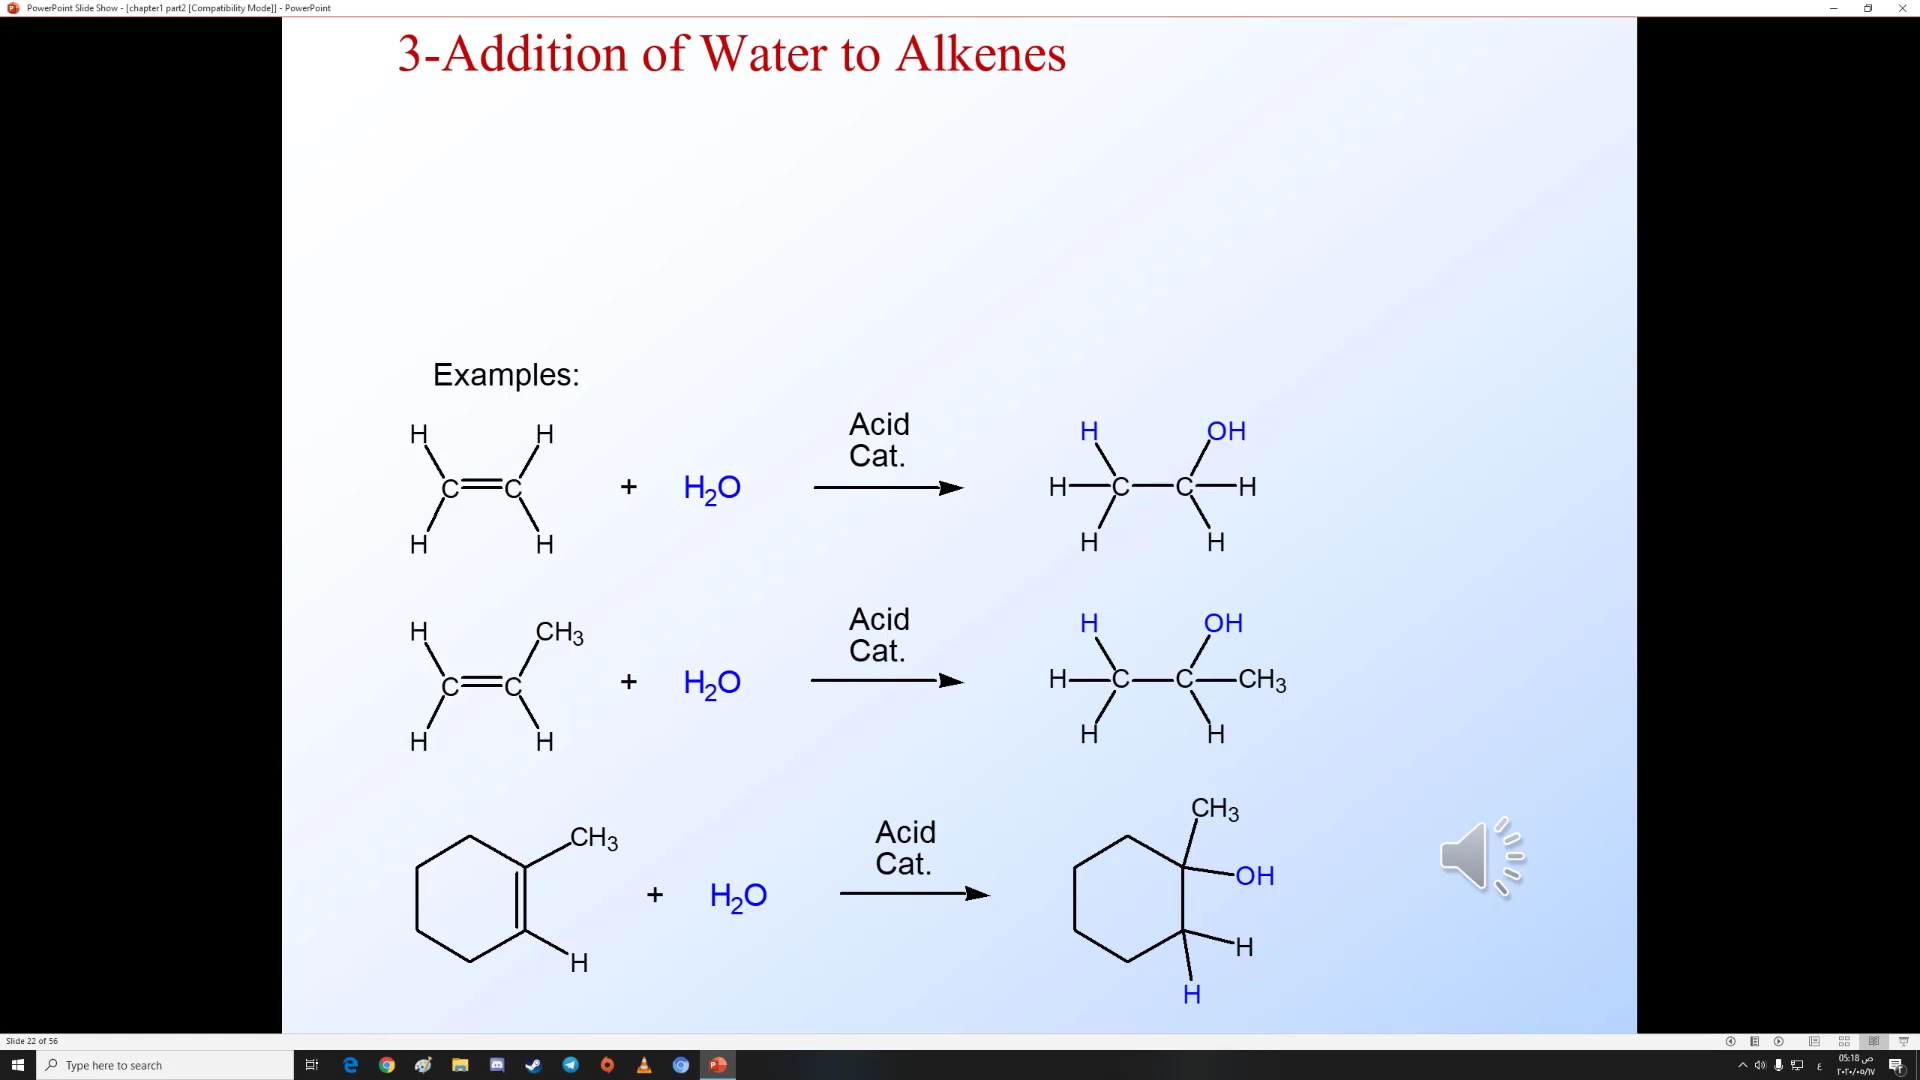 PowerPoint Slide Show - [chapter1 part2 [Compatibility Mode]] - PowerPoint
3-Addition of Water to Alkenes
Examples:
H H
C C
H H
+ H2O
Acid
Cat.
H OH
H C C H
H H
H CH3
C C
H H
+ H2O
Acid
Cat.
H OH
H C C CH3
H H
CH3
H
+ H2O
Acid
Cat.
CH3
OH
H
H
Slide 22 of 56
Type here to search
ع
05:18 ص